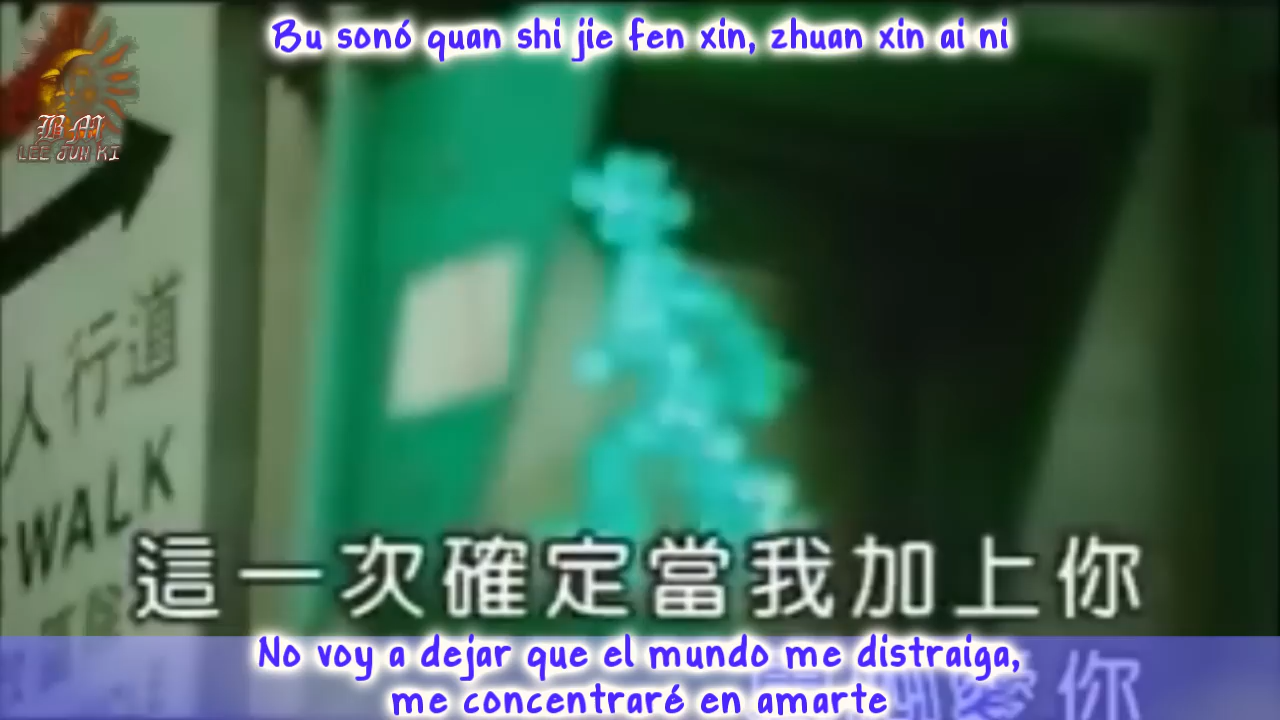 Bu sonó quan shi jie fen xin, zhuan xin ai ni
BM
LEE JUN KI
人行道
WALK
這一次確定當我加上你
No voy a dejar que el mundo me distraiga,
me concentraré en amarte
你